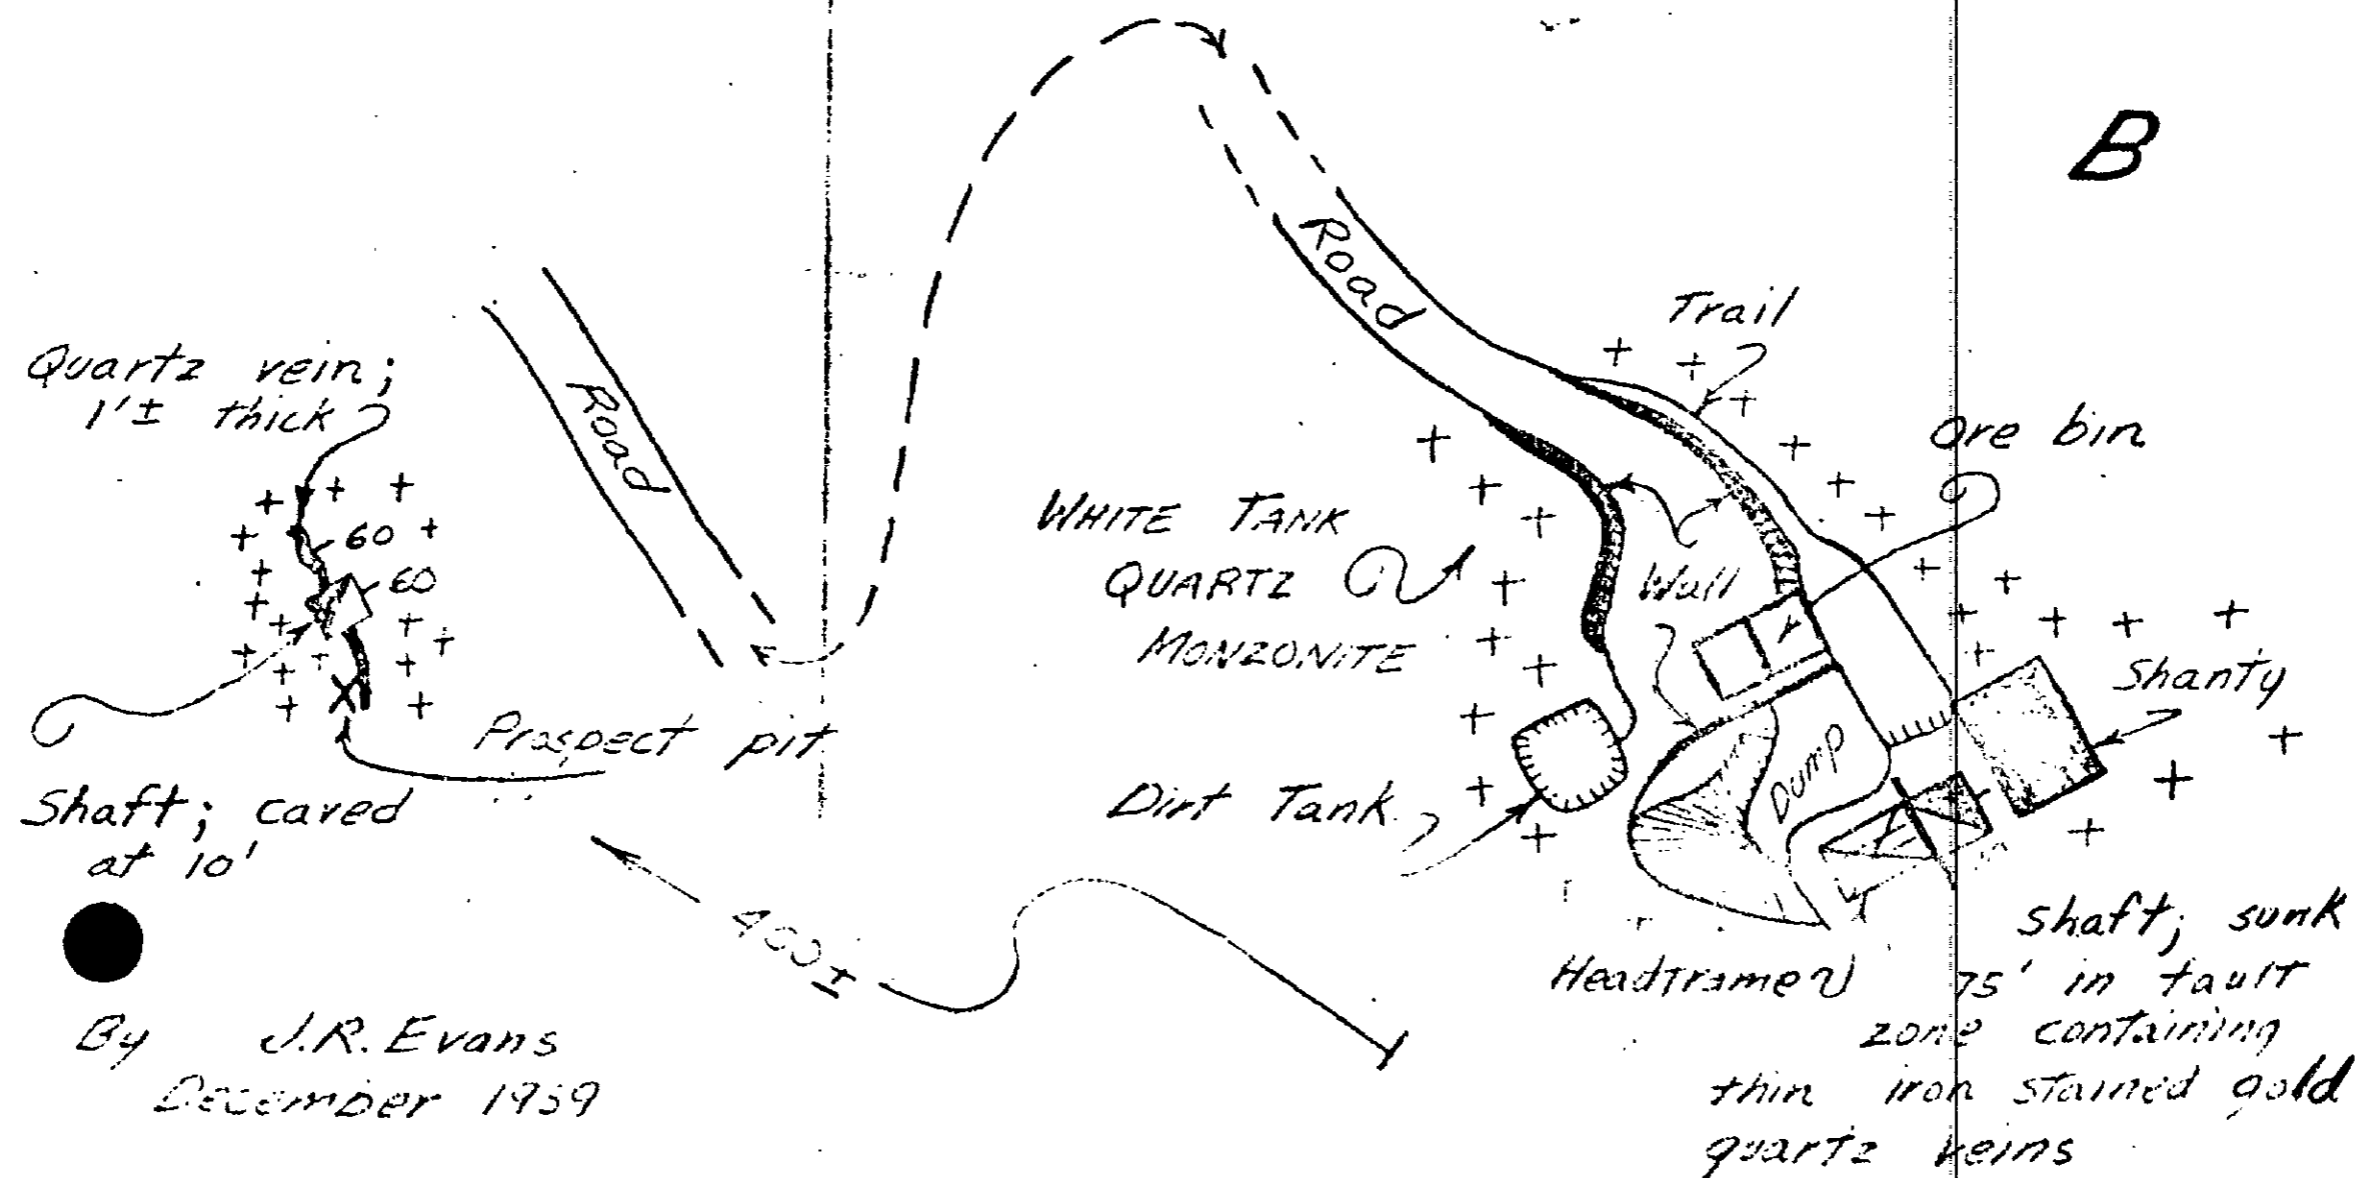 B
Road
Trail
Quartz vein;
1'± thick
Road
Ore bin
60
60
WHITE TANK
QUARTZ
MONZONITE
Wall
Shanty
Prospect pit
Dump
Dirt Tank
Shaft; caved
at 10'
400±
Shaft; sunk
75' in fault
zone containing
thin iron stained gold
quartz veins
Headframe
By J.R. Evans
December 1959